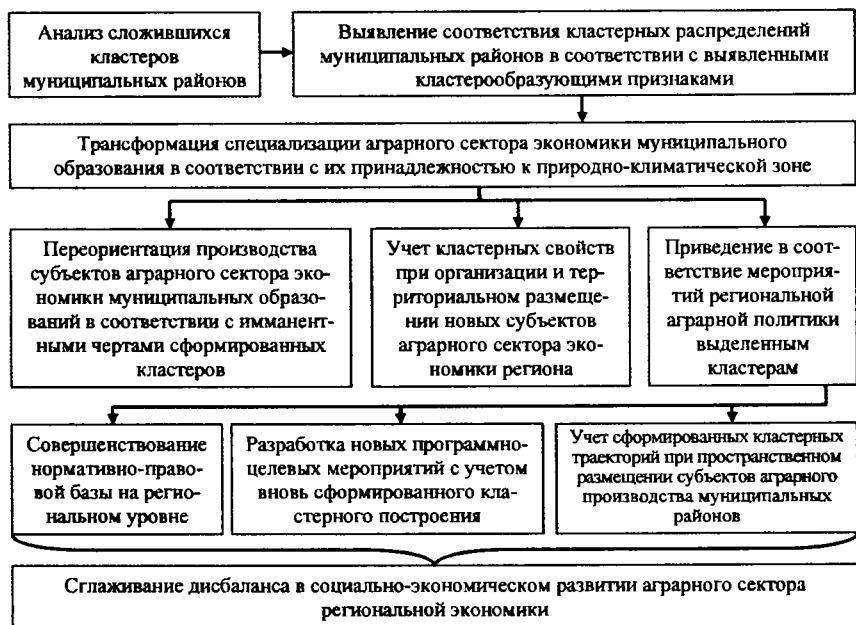 Анализ сложившихся
кластеров
муниципальных районов
Выявление соответствия кластерных распределений
муниципальных районов в соответствии с выявленными
кластерообразующими признаками
Трансформация специализации аграрного сектора экономики муниципального
образования в соответствии с их принадлежностью к природно-климатической зоне
Переориентация производства
субъектов аграрного сектора эко-
номики муниципальных образо-
ваний в соответствии с имманент-
ными чертами сформированных
кластеров
Учет кластерных свойств
при организации и тер-
риториальном размеще-
нии новых субъектов
аграрного сектора эко-
номики региона
Приведение в соот-
ветствие мероприя-
тий региональной
аграрной политики
выделенным
кластерам
Совершенствование
нормативно-право-
вой базы на регио-
нальном уровне
Разработка новых программно-
целевых мероприятий с учетом
вновь сформированного кла-
стерного построения
Учет сформированных кластерных
траекторий при пространственном
размещении субъектов аграрного
производства муниципальных
районов
Сглаживание дисбаланса в социально-экономическом развитии аграрного сектора
региональной экономики